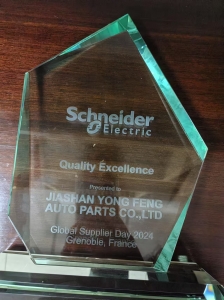 Schneider
Electric
Quality Excellence
Presented to
JIASHAN YONG FENG
AUTO PARTS CO.,LTD
Global Supplier Day 2024
Grenoble, France